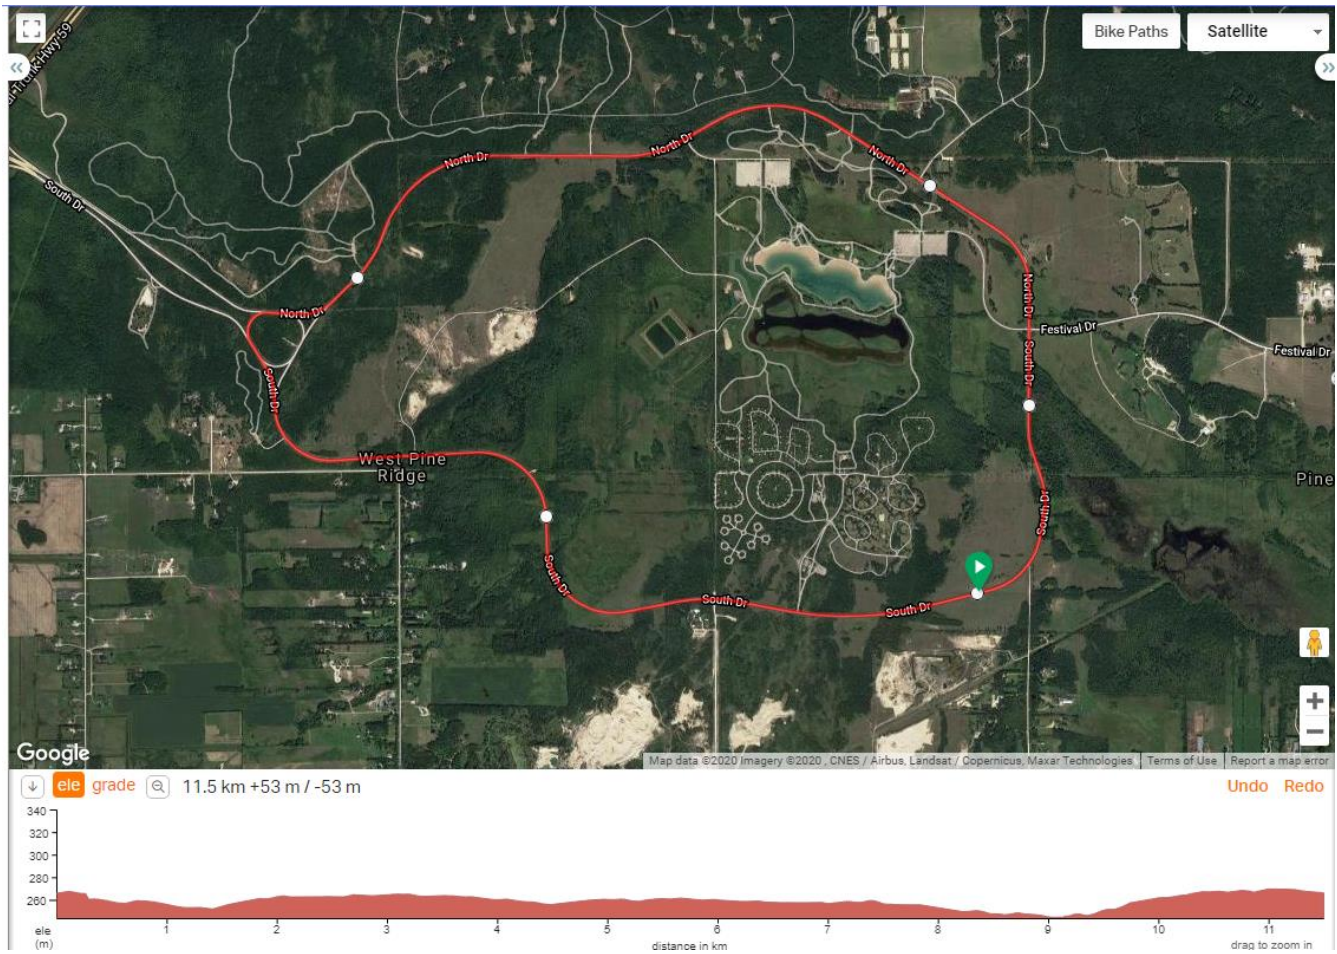 Bike Paths
Satellite
South Dr
North Dr
North Dr
North Dr
North Dr
North Dr
North Dr
Festival Dr
Festival Dr
South Dr
South Dr
West Pine
Ridge
Pine
South Dr
South Dr
South Dr
South Dr
Google
Map data ©2020 Imagery ©2020 , CNES / Airbus, Landsat / Copernicus, Maxar Technologies
Terms of Use
Report a map error
ele
grade
11.5 km +53 m / -53 m
Undo
Redo
340
320
300
280
260
ele
(m)
1
2
3
4
5
6
7
8
9
10
11
distance in km
drag to zoom in